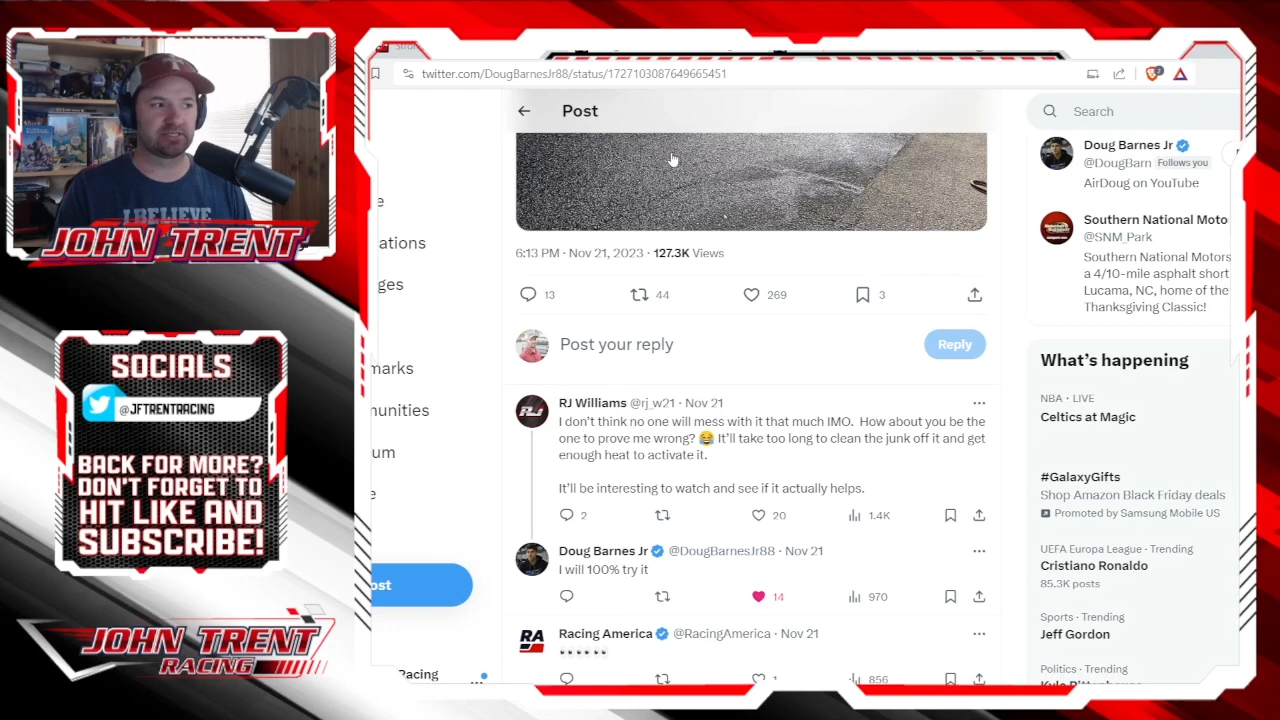 I BELIEVE
JOHN TRENT
SOCIALS
@JFTRENTRACING
BACK FOR MORE?
DON'T FORGET TO
HIT LIKE AND
SUBSCRIBE!
JOHN TRENT
RACING
twitter.com/DougBarnesJr88/status/1727103087649665451
e
ations
ges
marks
nunities
um
e
ost
Racing
Post
6:13 PM · Nov 21, 2023 · 127.3K Views
13 44 269 3
Post your reply
Reply
RJ Williams @rj_w21 · Nov 21
I don't think no one will mess with it that much IMO. How about you be the
one to prove me wrong? 😂 It'll take too long to clean the junk off it and get
enough heat to activate it.
It'll be interesting to watch and see if it actually helps.
2 20 1.4K
Doug Barnes Jr @DougBarnesJr88 · Nov 21
I will 100% try it
14 970
RA
Racing America @RacingAmerica · Nov 21
👀👀👀
1 856
Search
Doug Barnes Jr
@DougBarn Follows you
AirDoug on YouTube
Southern National Moto
@SNM_Park
Southern National Motors
a 4/10-mile asphalt short
Lucama, NC, home of the
Thanksgiving Classic!
What's happening
NBA · LIVE
Celtics at Magic
#GalaxyGifts
Shop Amazon Black Friday deals
Promoted by Samsung Mobile US
UEFA Europa League · Trending
Cristiano Ronaldo
85.3K posts
Sports · Trending
Jeff Gordon
Politics · Trending